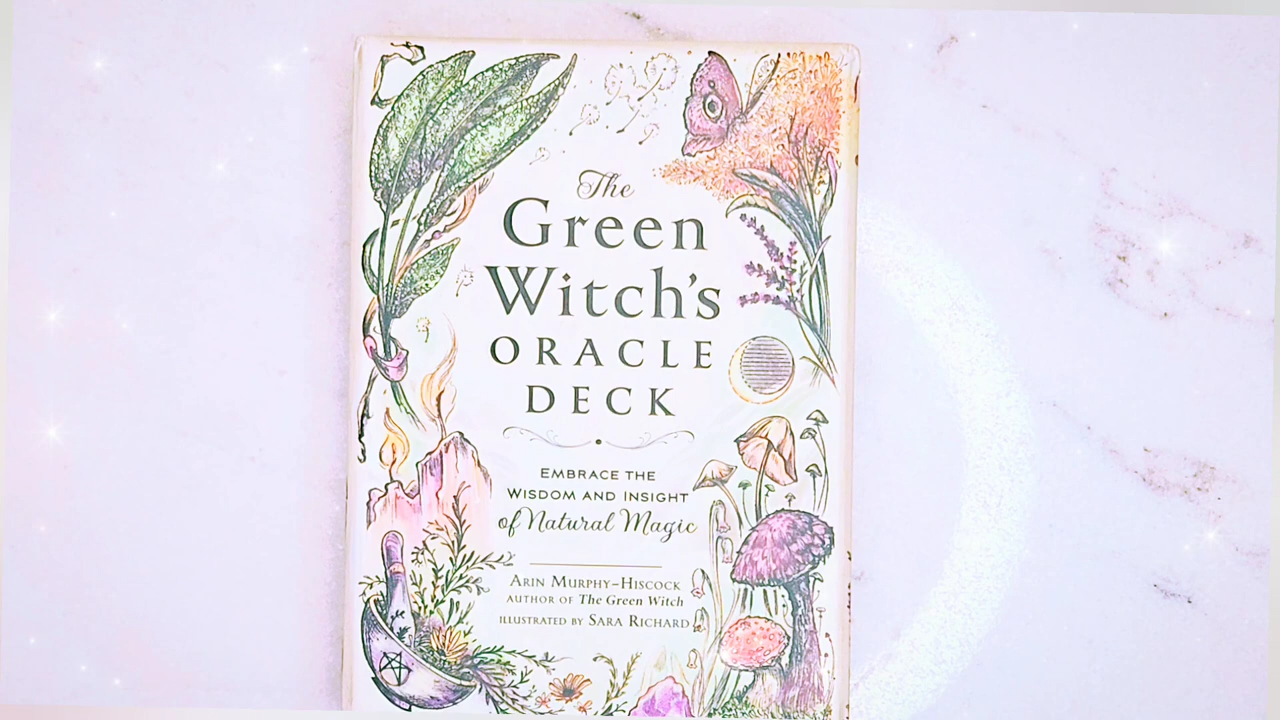 The
Green
Witch's
ORACLE
DECK
EMBRACE THE
WISDOM AND INSIGHT
of Natural Magic
ARIN MURPHY-HISCOCK
AUTHOR OF The Green Witch
ILLUSTRATED BY SARA RICHARD